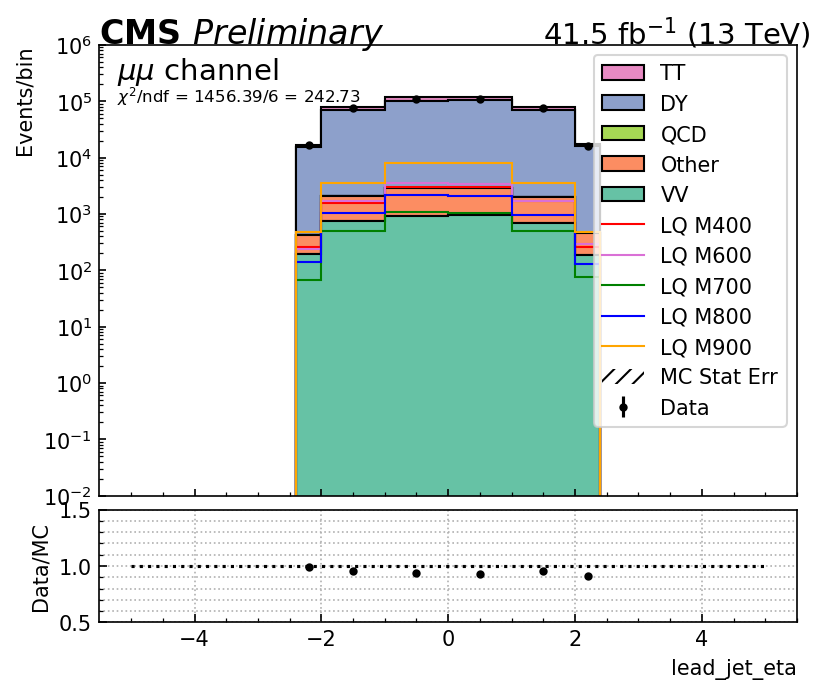 CMS Preliminary 41.5 fb⁻¹ (13 TeV)
μμ channel
χ²/ndf = 1456.39/6 = 242.73
Events/bin
10⁶
10⁵
10⁴
10³
10²
10¹
10⁰
10⁻¹
10⁻²
TT
DY
QCD
Other
VV
LQ M400
LQ M600
LQ M700
LQ M800
LQ M900
MC Stat Err
Data
Data/MC
1.5
1.0
0.5
−4 −2 0 2 4
lead_jet_eta